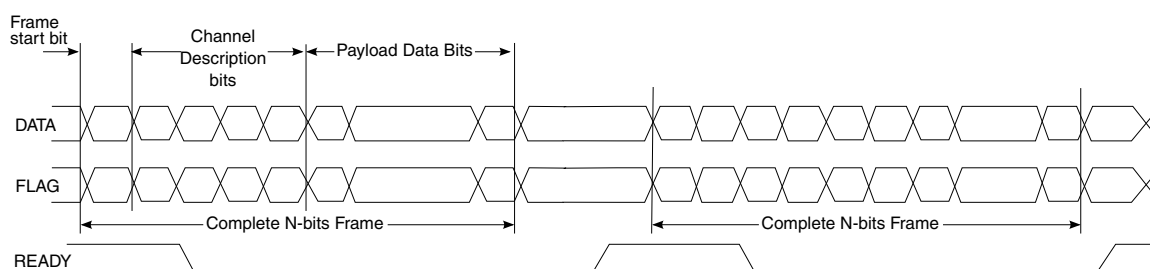 Frame
start bit
Channel
Description
bits
Payload Data Bits
DATA
FLAG
Complete N-bits Frame
Complete N-bits Frame
READY